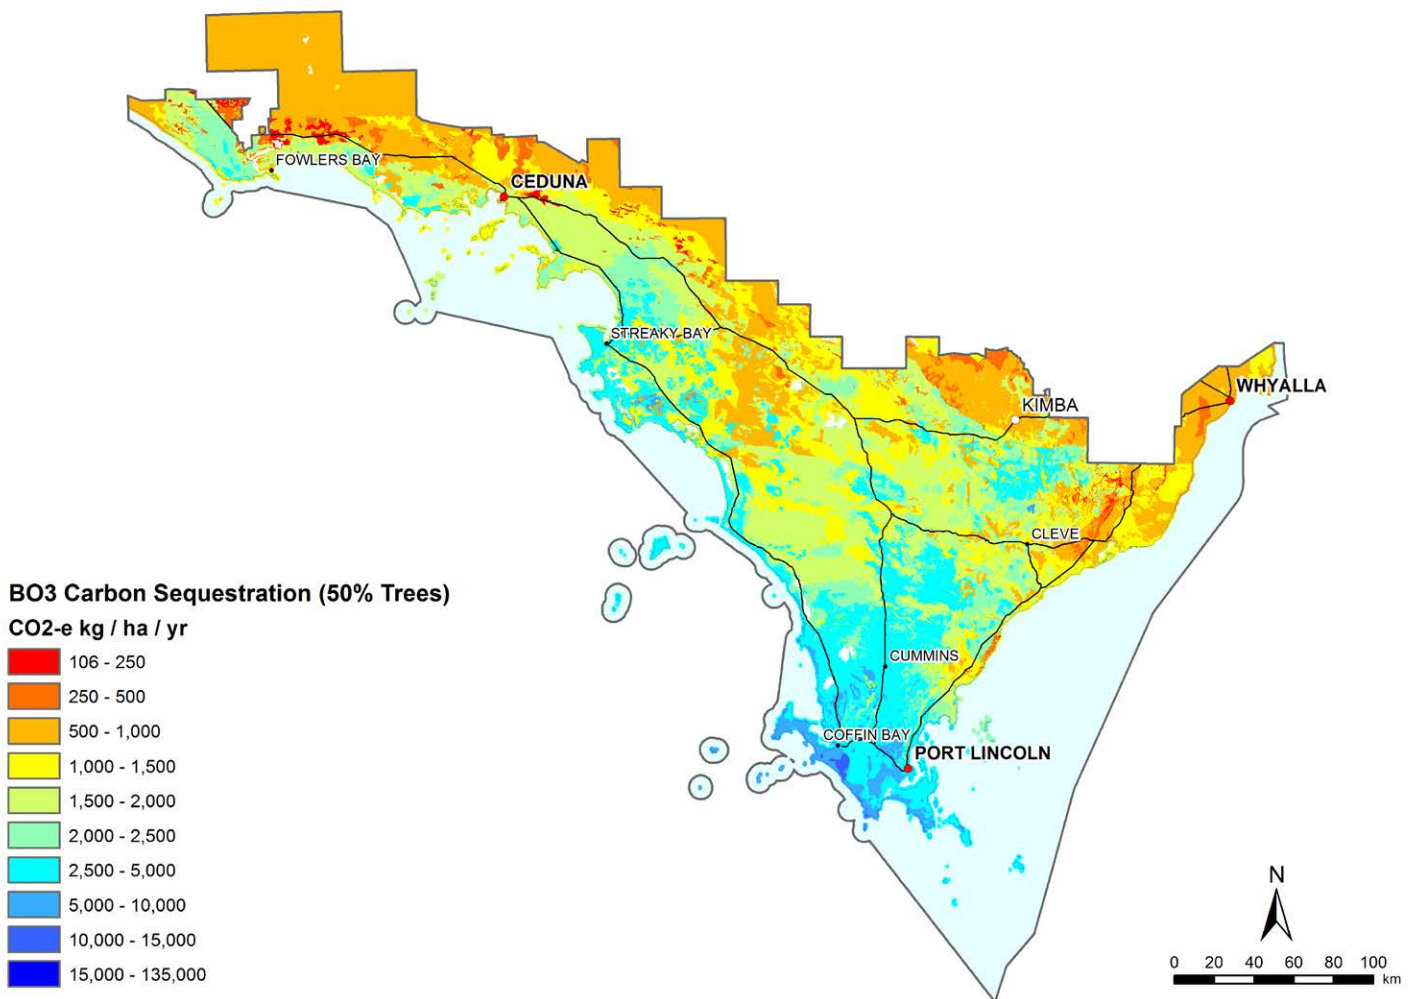 FOWLERS BAY
CEDUNA
STREAKY BAY
WHYALLA
KIMBA
CLEVE
CUMMINS
COFFIN BAY
PORT LINCOLN
BO3 Carbon Sequestration (50% Trees)
CO2-e kg / ha / yr
106 - 250
250 - 500
500 - 1,000
1,000 - 1,500
1,500 - 2,000
2,000 - 2,500
2,500 - 5,000
5,000 - 10,000
10,000 - 15,000
15,000 - 135,000
N
0 20 40 60 80 100
km